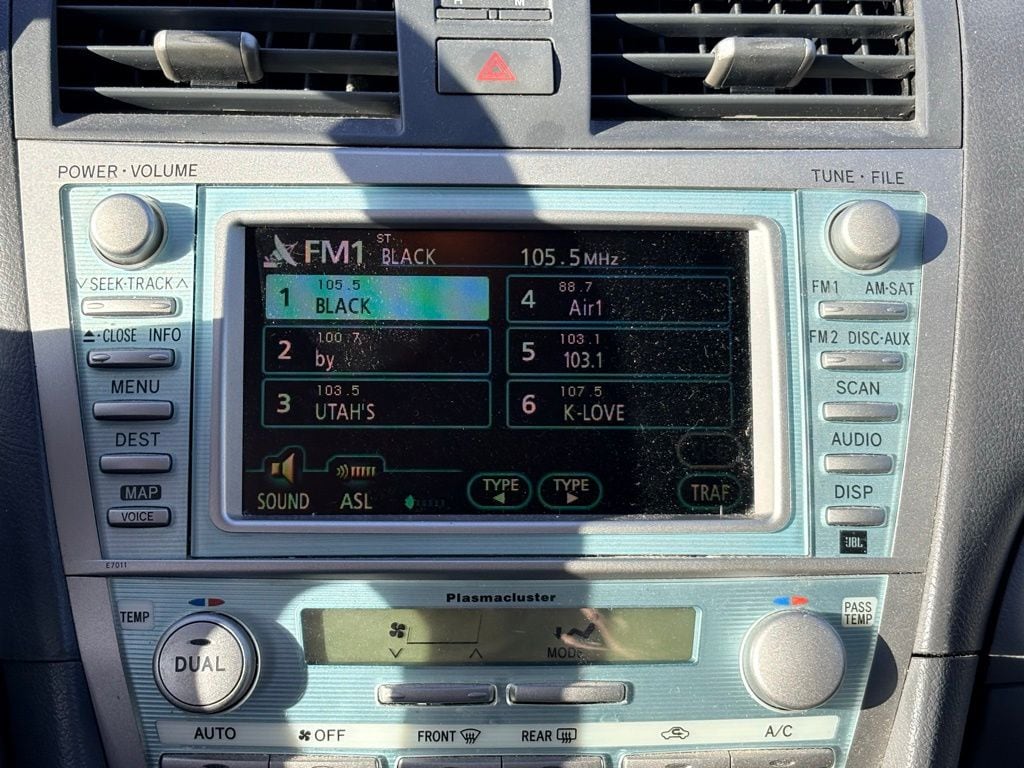 POWER · VOLUME
TUNE · FILE
SEEK·TRACK
·CLOSE INFO
MENU
DEST
MAP
VOICE
E7011
FM1 ST BLACK 105.5 MHz
1 105.5 BLACK
2 100.7 by
3 103.5 UTAH'S
4 88.7 Air1
5 103.1 103.1
6 107.5 K-LOVE
SOUND
ASL
TYPE
TYPE
TRAF
FM1 AM·SAT
FM2 DISC·AUX
SCAN
AUDIO
DISP
JBL
Plasmacluster
TEMP
PASS TEMP
DUAL
MODE
AUTO
OFF
FRONT
REAR
A/C